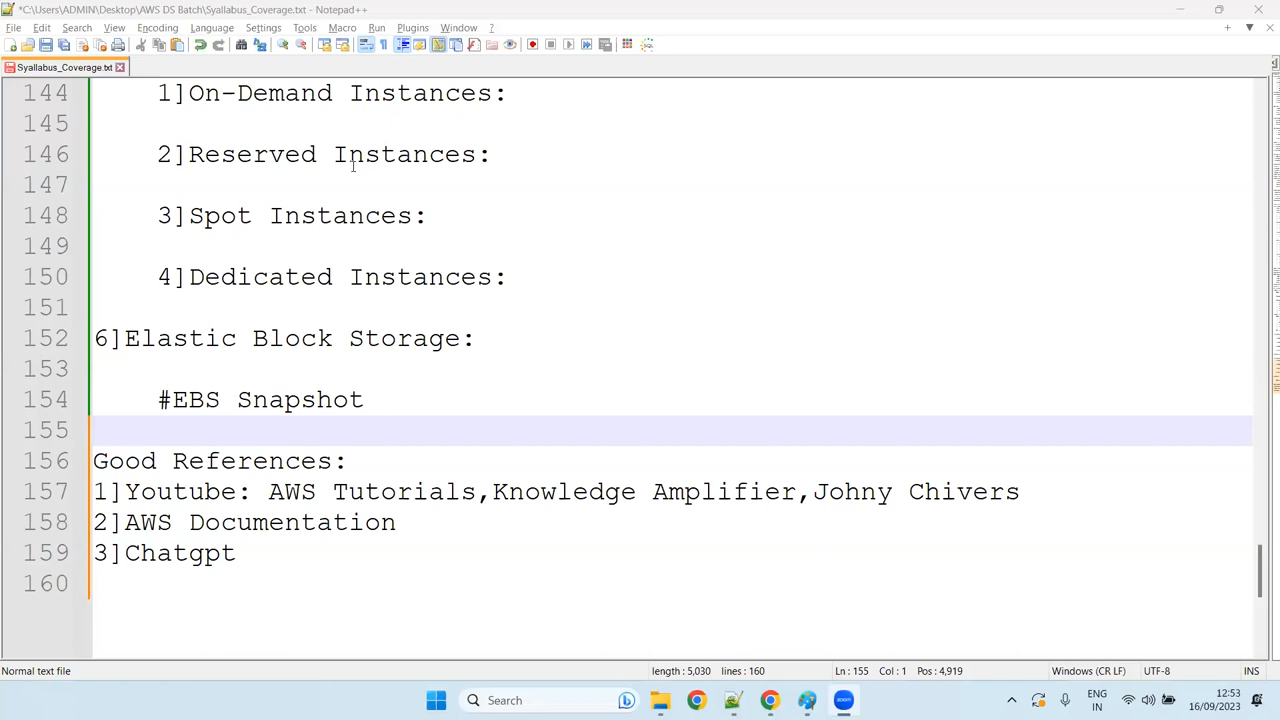 *C:\Users\ADMIN\Desktop\AWS DS Batch\Syallabus_Coverage.txt - Notepad++
File Edit Search View Encoding Language Settings Tools Macro Run Plugins Window ?
Syallabus_Coverage.txt
144 1]On-Demand Instances:
145
146 2]Reserved Instances:
147
148 3]Spot Instances:
149
150 4]Dedicated Instances:
151
152 6]Elastic Block Storage:
153
154 #EBS Snapshot
155
156 Good References:
157 1]Youtube: AWS Tutorials,Knowledge Amplifier,Johny Chivers
158 2]AWS Documentation
159 3]Chatgpt
160
Normal text file length : 5,030 lines : 160 Ln : 155 Col : 1 Pos : 4,919 Windows (CR LF) UTF-8 INS
Search zoom ENG IN 12:53 16/09/2023